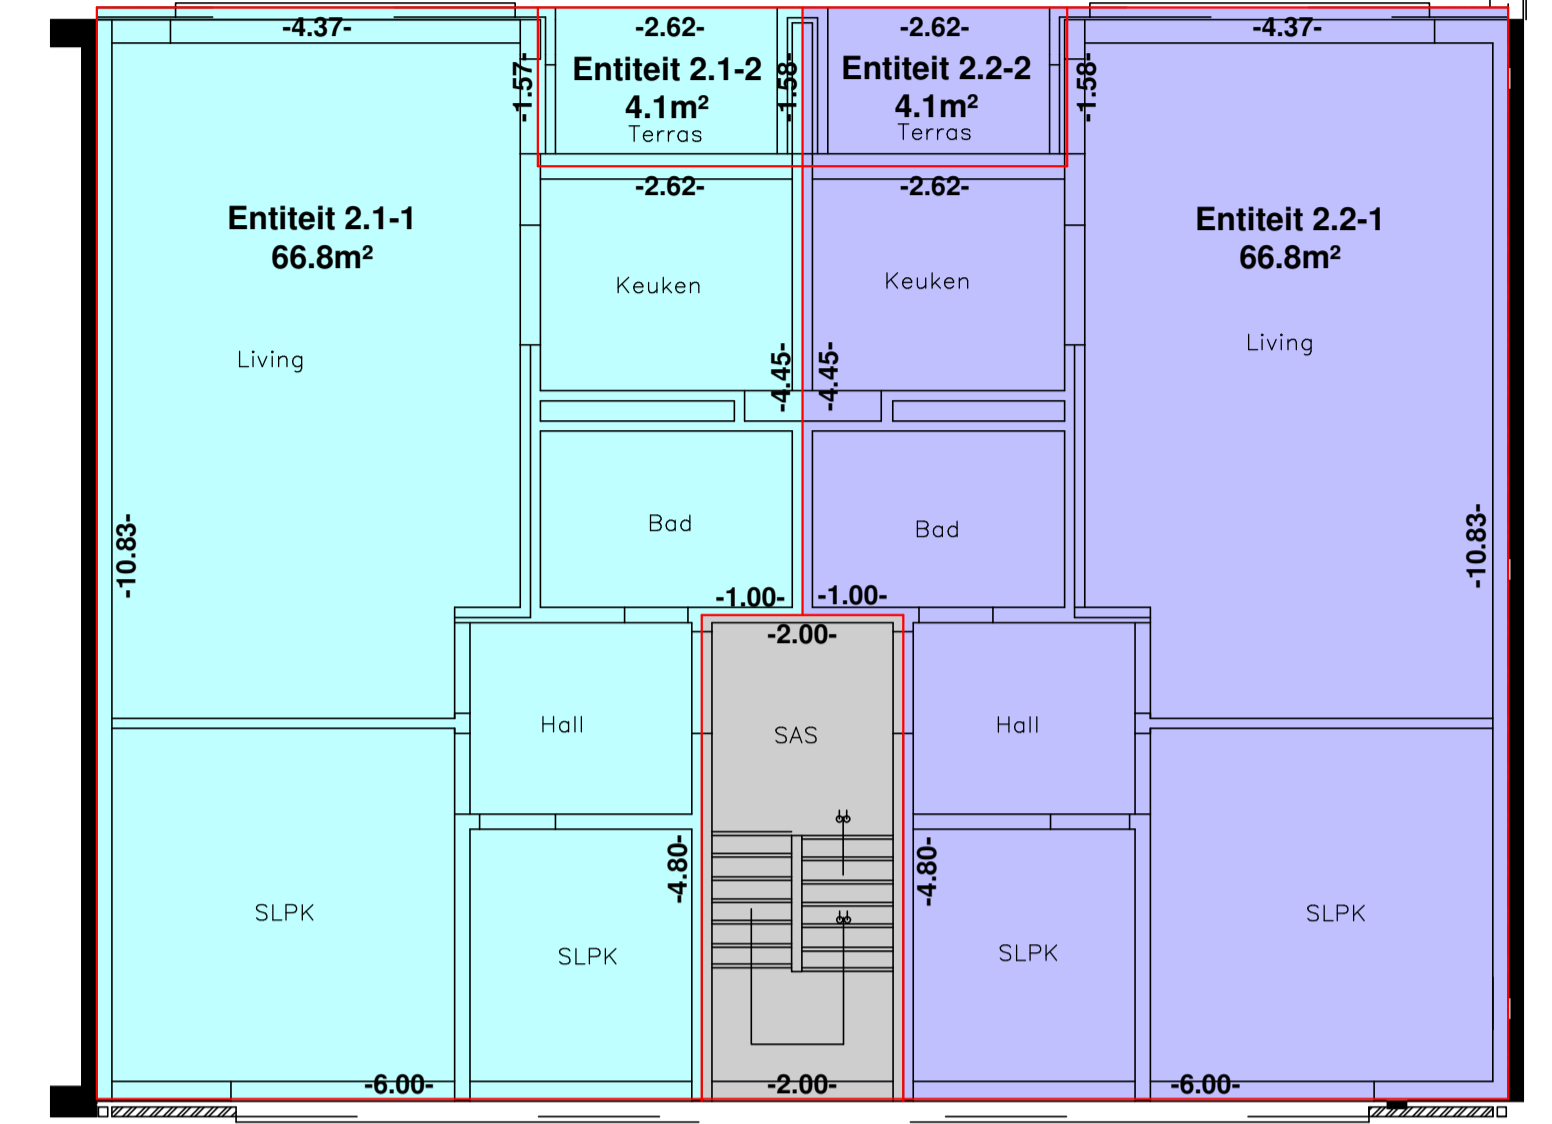 -4.37-
-2.62-
-2.62-
-4.37-
-1.57-
Entiteit 2.1-2
4.1m²
Terras
-1.58-
Entiteit 2.2-2
4.1m²
Terras
-1.58-
-2.62-
-2.62-
Entiteit 2.1-1
66.8m²
Entiteit 2.2-1
66.8m²
Keuken
Keuken
Living
Living
-4.45-
-4.45-
Bad
Bad
-10.83-
-10.83-
-1.00-
-1.00-
-2.00-
Hall
SAS
Hall
-4.80-
-4.80-
SLPK
SLPK
SLPK
SLPK
-6.00-
-2.00-
-6.00-